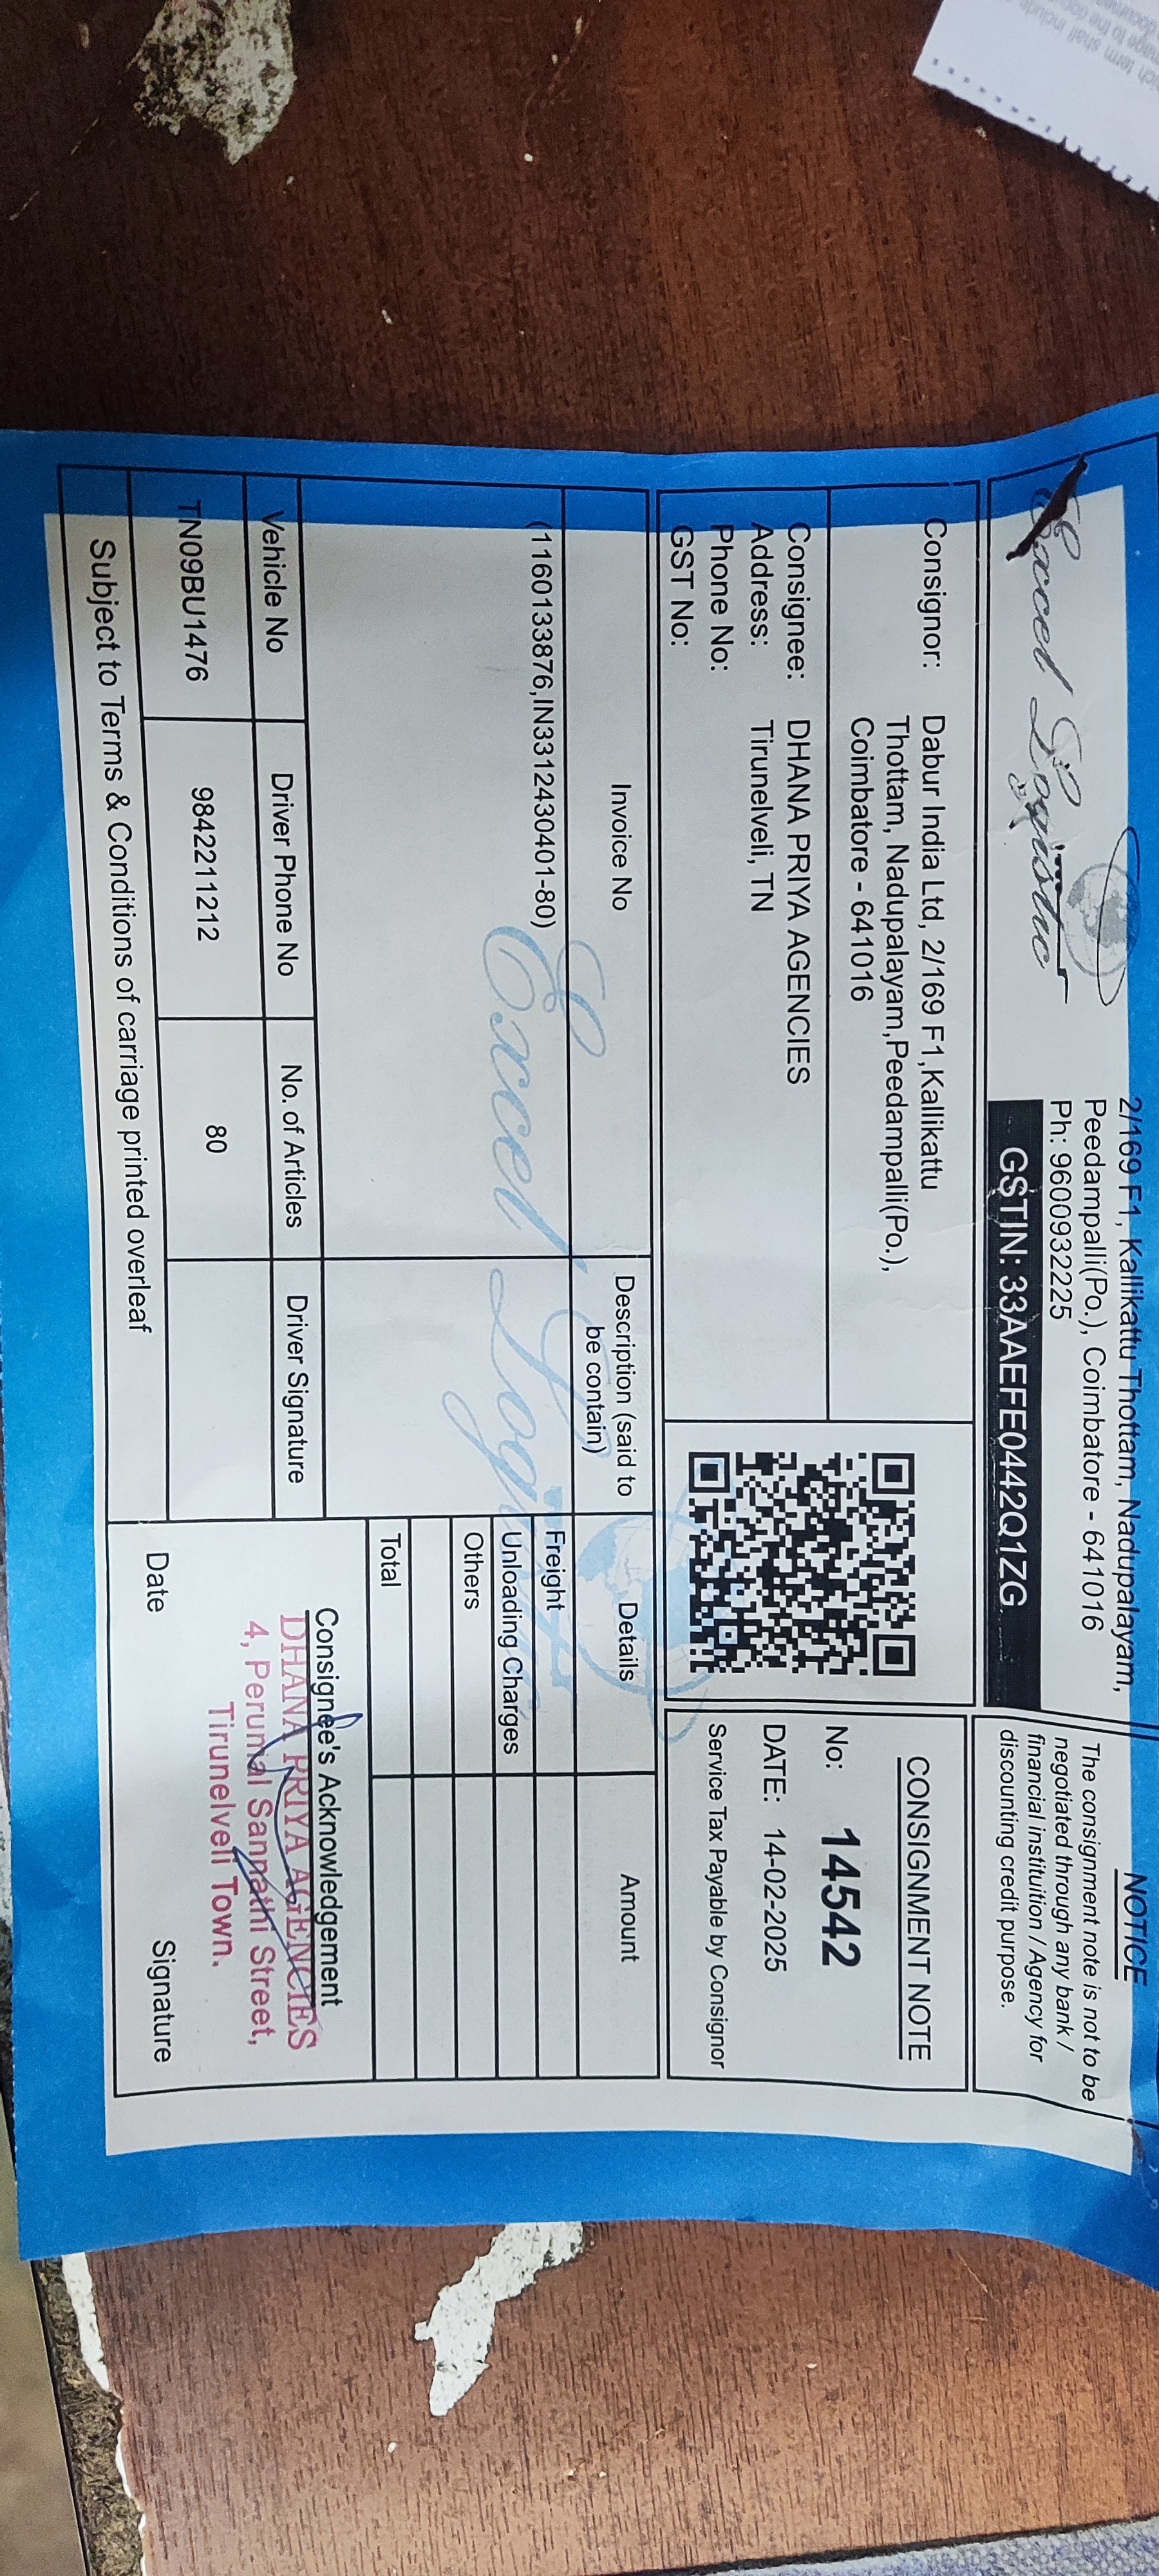 Excel Logistic
2/169 F1, Kallikattu Thottam, Nadupalayam,
Peedampalli(Po.), Coimbatore - 641016
Ph: 9600932225
GSTIN: 33AAEFE0442Q1ZG
NOTICE
The consignment note is not to be
negotiated through any bank /
financial instituition / Agency for
discounting credit purpose.
Consignor: Dabur India Ltd, 2/169 F1,Kallikattu
Thottam, Nadupalayam,Peedampalli(Po.),
Coimbatore - 641016
Consignee: DHANA PRIYA AGENCIES
Address: Tirunelveli, TN
Phone No:
GST No:
CONSIGNMENT NOTE
No: 14542
DATE: 14-02-2025
Service Tax Payable by Consignor
Invoice No
Description (said to
be contain)
Details
Amount
(1160133876,IN3312430401-80)
Excel Logistic
Freight
Unloading Charges
Others
Total
Vehicle No
Driver Phone No
No. of Articles
Driver Signature
TN09BU1476
9842211212
80
Consignee's Acknowledgement
DHANA PRIYA AGENCIES
4, Perumal Sannathi Street,
Tirunelveli Town.
Date
Signature
Subject to Terms & Conditions of carriage printed overleaf